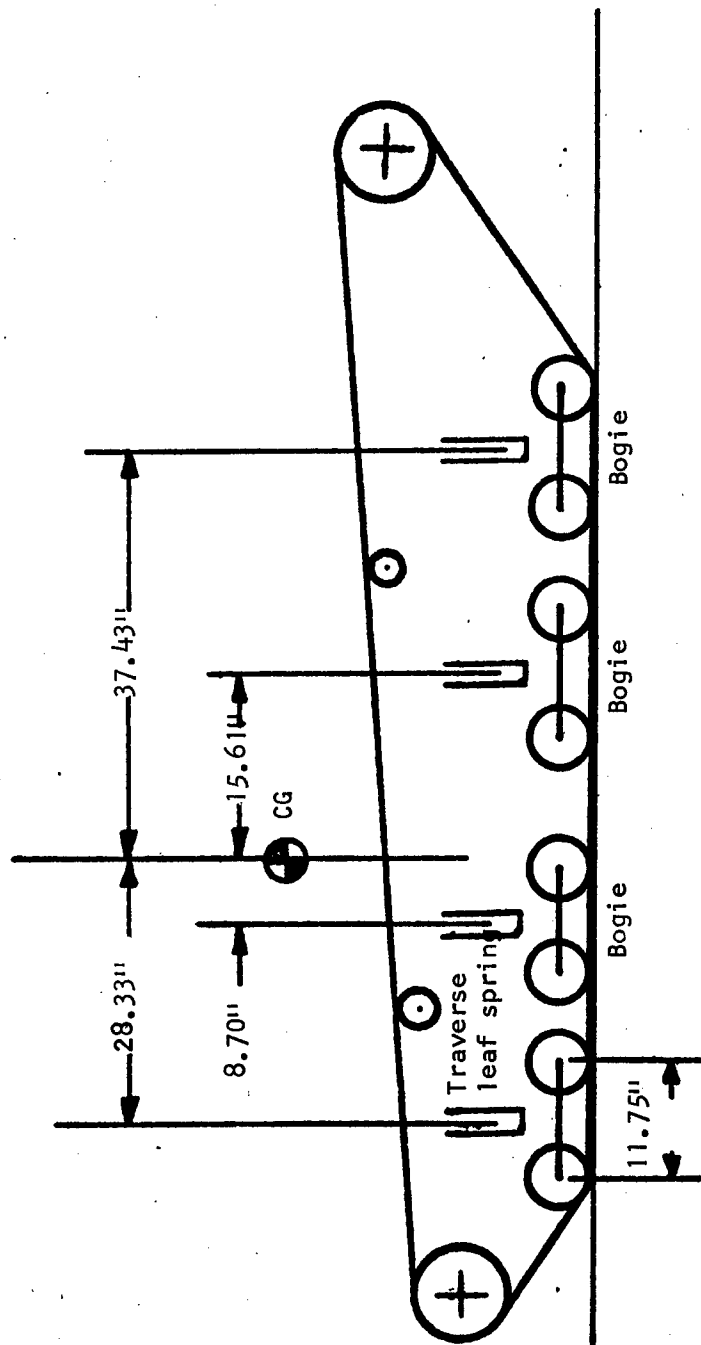 37.43"
15.61"
CG
28.33"
8.70"
Traverse
leaf spring
11.75"
Bogie
Bogie
Bogie